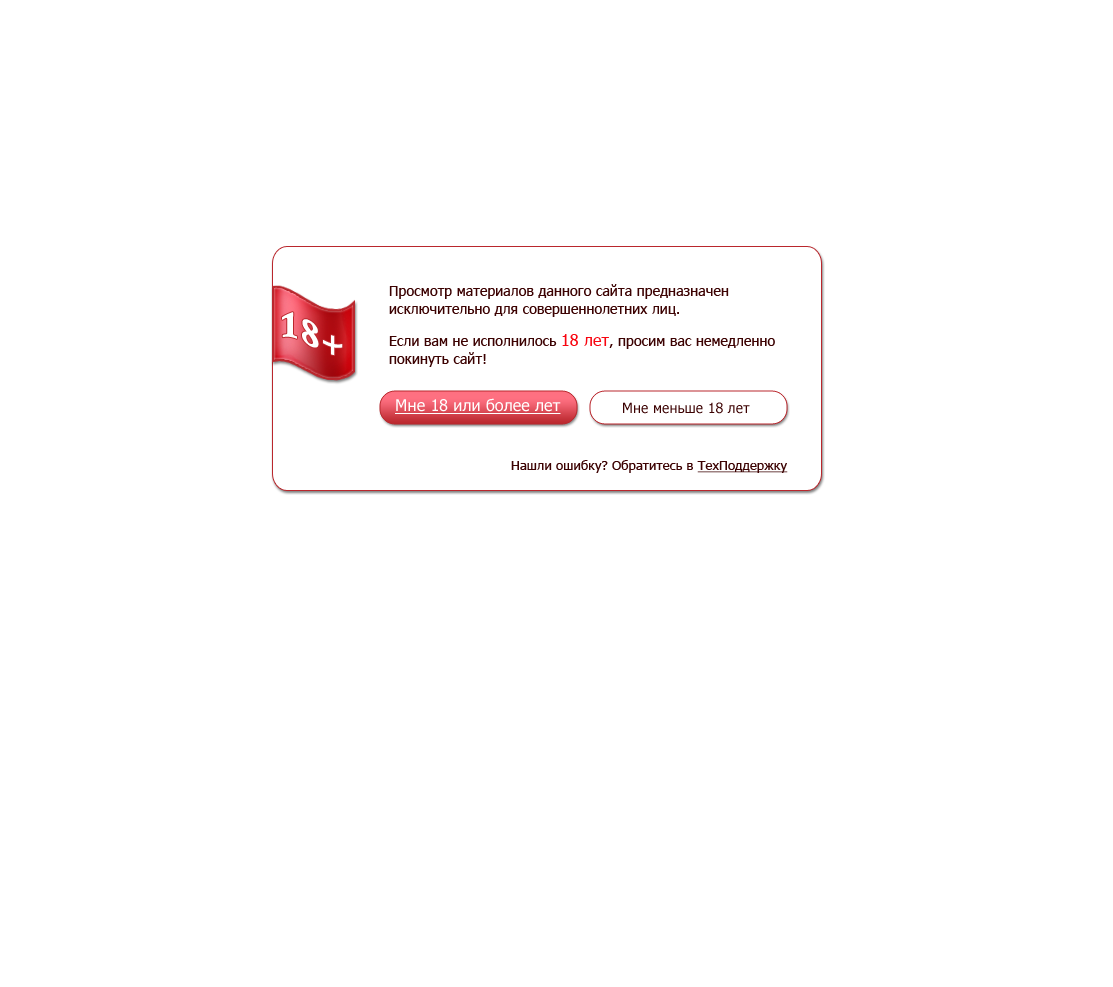 18+
Просмотр материалов данного сайта предназначен
исключительно для совершеннолетних лиц.
Если вам не исполнилось 18 лет, просим вас немедленно
покинуть сайт!
Мне 18 или более лет
Мне меньше 18 лет
Нашли ошибку? Обратитесь в ТехПоддержку